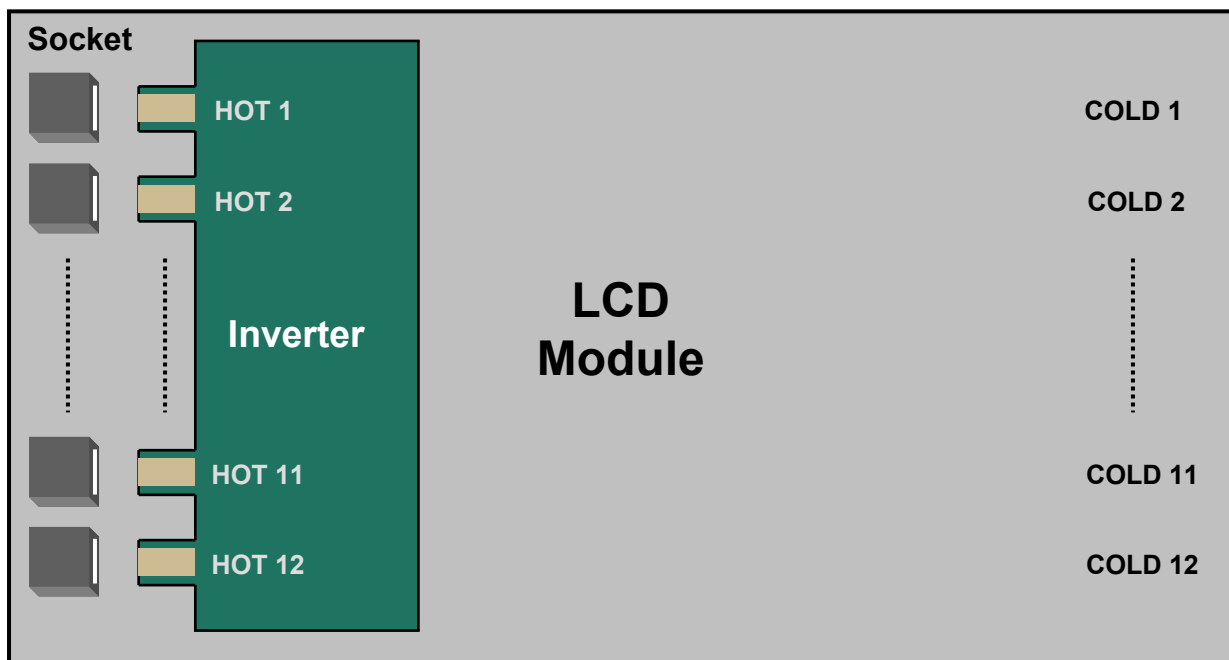 Socket
HOT 1
COLD 1
HOT 2
COLD 2
Inverter
LCD
Module
HOT 11
COLD 11
HOT 12
COLD 12